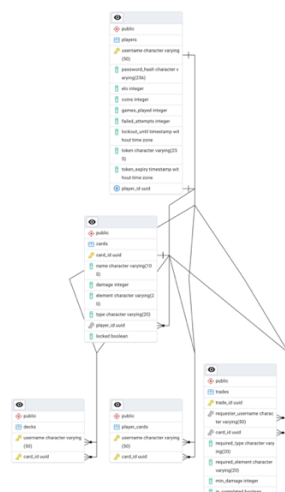 public
players
username character varying
(50)
password_hash character v
arying(256)
elo integer
coins integer
games_played integer
failed_attempts integer
lockout_until timestamp wit
hout time zone
token character varying(25
5)
token_expiry timestamp wit
hout time zone
player_id uuid
public
cards
card_id uuid
name character varying(10
0)
damage integer
element character varying(2
0)
type character varying(20)
player_id uuid
locked boolean
public
decks
username character varying
(50)
card_id uuid
public
player_cards
username character varying
(50)
card_id uuid
public
trades
trade_id uuid
requester_username charac
ter varying(50)
card_id uuid
required_type character vary
ing(20)
required_element character
varying(20)
min_damage integer
is_completed boolean